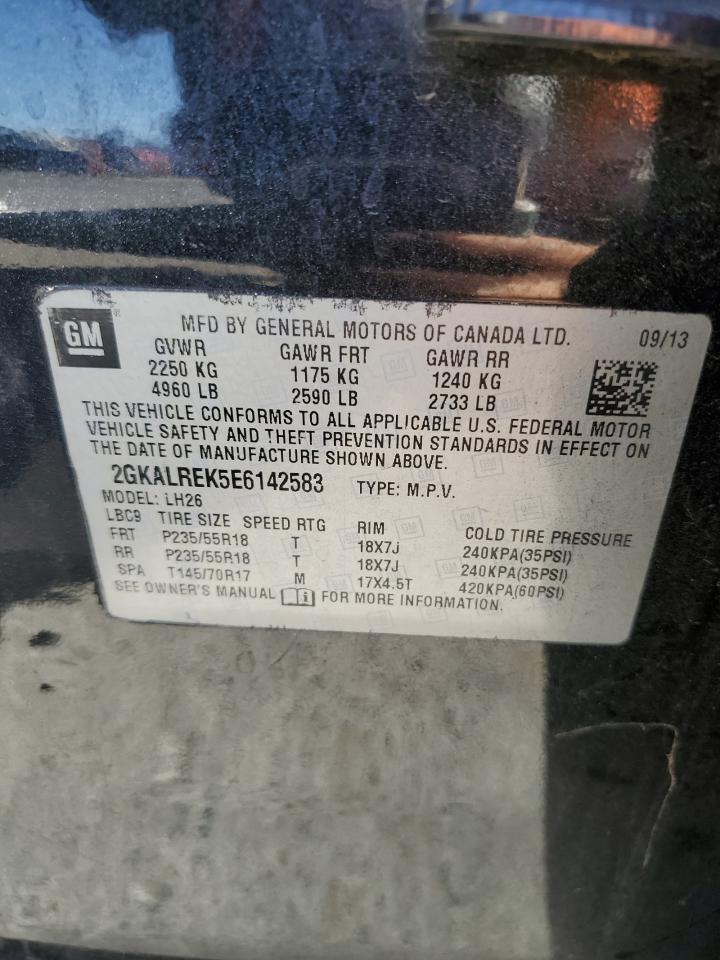 GM
MFD BY GENERAL MOTORS OF CANADA LTD. 09/13
GVWR GAWR FRT GAWR RR
2250 KG 1175 KG 1240 KG
4960 LB 2590 LB 2733 LB
THIS VEHICLE CONFORMS TO ALL APPLICABLE U.S. FEDERAL MOTOR
VEHICLE SAFETY AND THEFT PREVENTION STANDARDS IN EFFECT ON
THE DATE OF MANUFACTURE SHOWN ABOVE.
2GKALREK5E6142583 TYPE: M.P.V.
MODEL: LH26
LBC9 TIRE SIZE SPEED RTG RIM COLD TIRE PRESSURE
FRT P235/55R18 T 18X7J 240KPA(35PSI)
RR P235/55R18 T 18X7J 240KPA(35PSI)
SPA T145/70R17 M 17X4.5T 420KPA(60PSI)
SEE OWNER'S MANUAL i FOR MORE INFORMATION.